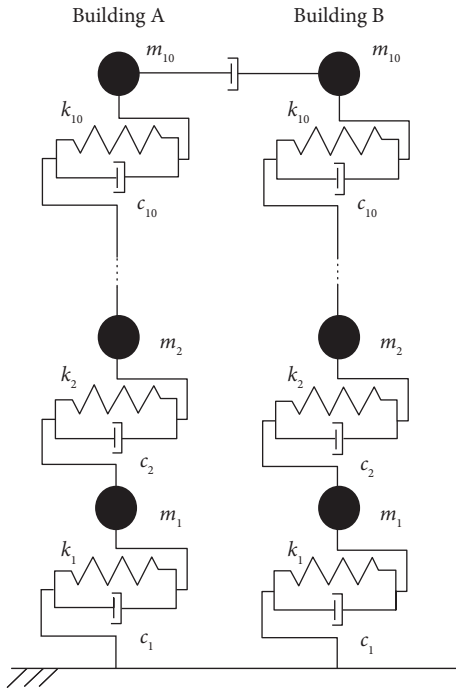 Building A Building B
m₁₀ m₁₀
k₁₀ k₁₀
c₁₀ c₁₀
m₂ m₂
k₂ k₂
c₂ c₂
m₁ m₁
k₁ k₁
c₁ c₁